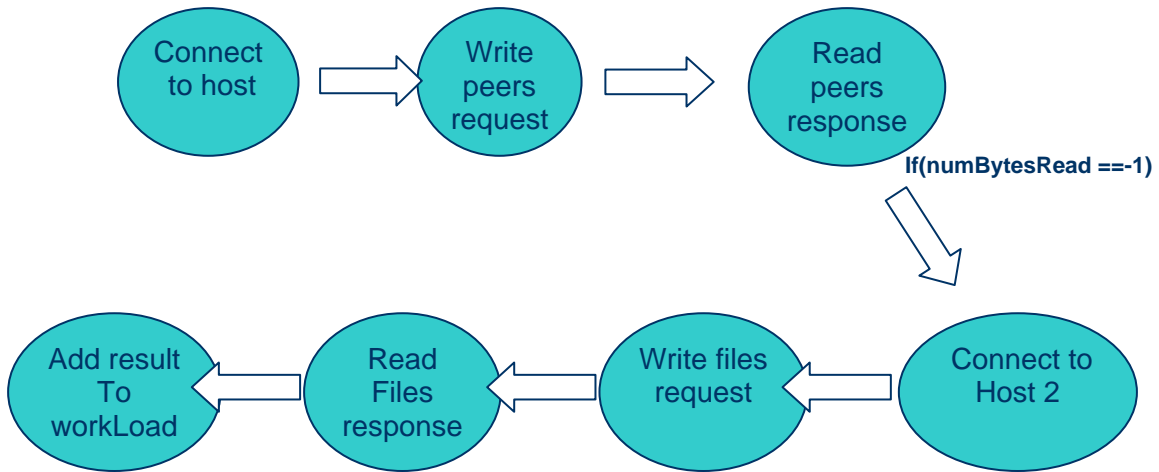 Connect
to host
Write
peers
request
Read
peers
response
If(numBytesRead ==-1)
Connect to
Host 2
Write files
request
Read
Files
response
Add result
To
workLoad